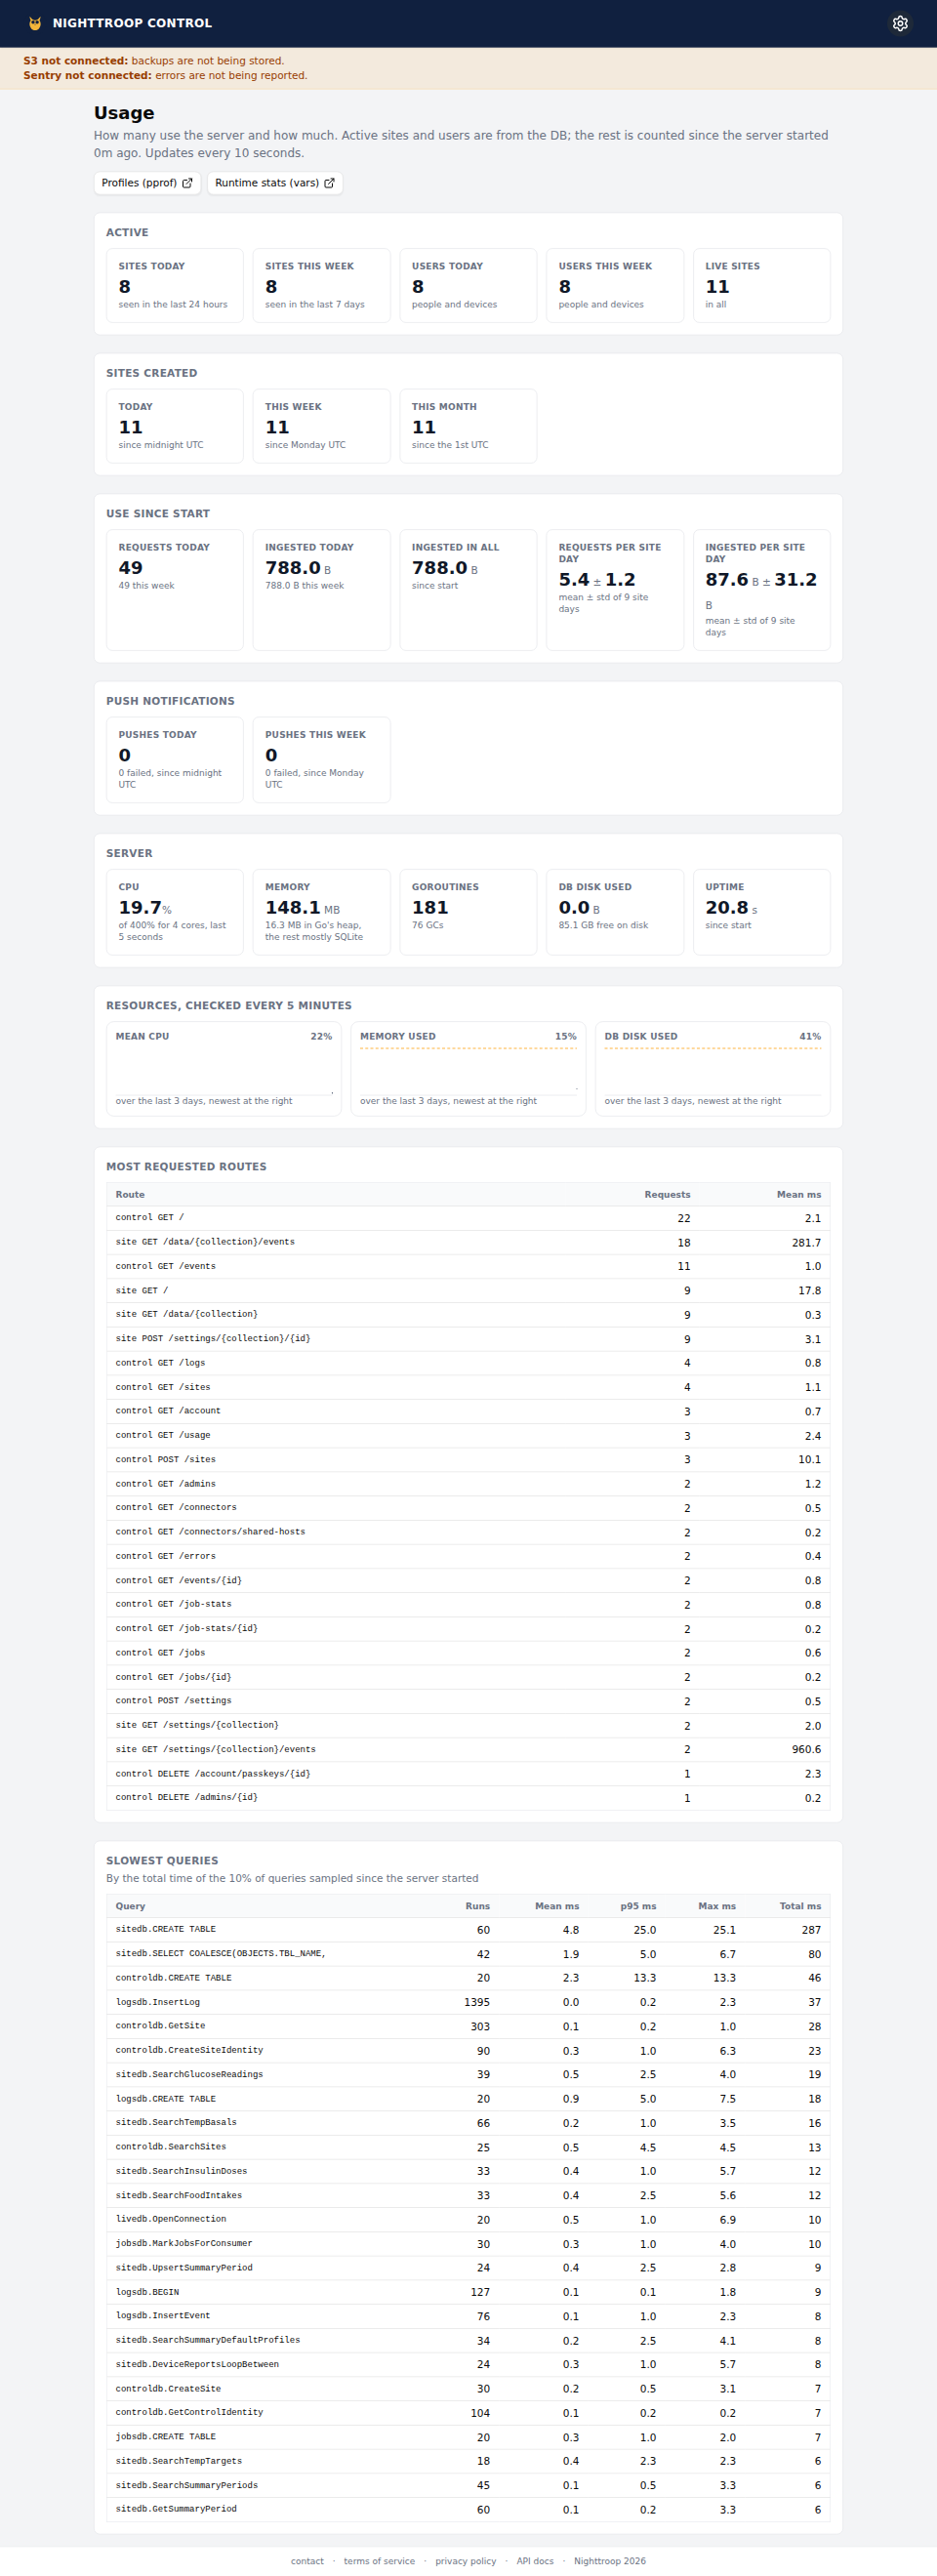 NIGHTTROOP CONTROL
S3 not connected: backups are not being stored.
Sentry not connected: errors are not being reported.
Usage
How many use the server and how much. Active sites and users are from the DB; the rest is counted since the server started
0m ago. Updates every 10 seconds.
Profiles (pprof)
Runtime stats (vars)
ACTIVE
SITES TODAY
8
seen in the last 24 hours
SITES THIS WEEK
8
seen in the last 7 days
USERS TODAY
8
people and devices
USERS THIS WEEK
8
people and devices
LIVE SITES
11
in all
SITES CREATED
TODAY
11
since midnight UTC
THIS WEEK
11
since Monday UTC
THIS MONTH
11
since the 1st UTC
USE SINCE START
REQUESTS TODAY
49
49 this week
INGESTED TODAY
788.0 B
788.0 B this week
INGESTED IN ALL
788.0 B
since start
REQUESTS PER SITE
DAY
5.4 ± 1.2
mean ± std of 9 site
days
INGESTED PER SITE
DAY
87.6 B ± 31.2
B
mean ± std of 9 site
days
PUSH NOTIFICATIONS
PUSHES TODAY
0
0 failed, since midnight
UTC
PUSHES THIS WEEK
0
0 failed, since Monday
UTC
SERVER
CPU
19.7%
of 400% for 4 cores, last
5 seconds
MEMORY
148.1 MB
16.3 MB in Go's heap,
the rest mostly SQLite
GOROUTINES
181
76 GCs
DB DISK USED
0.0 B
85.1 GB free on disk
UPTIME
20.8 s
since start
RESOURCES, CHECKED EVERY 5 MINUTES
MEAN CPU 22%
over the last 3 days, newest at the right
MEMORY USED 15%
over the last 3 days, newest at the right
DB DISK USED 41%
over the last 3 days, newest at the right
MOST REQUESTED ROUTES
Route Requests Mean ms
control GET / 22 2.1
site GET /data/{collection}/events 18 281.7
control GET /events 11 1.0
site GET / 9 17.8
site GET /data/{collection} 9 0.3
site POST /settings/{collection}/{id} 9 3.1
control GET /logs 4 0.8
control GET /sites 4 1.1
control GET /account 3 0.7
control GET /usage 3 2.4
control POST /sites 3 10.1
control GET /admins 2 1.2
control GET /connectors 2 0.5
control GET /connectors/shared-hosts 2 0.2
control GET /errors 2 0.4
control GET /events/{id} 2 0.8
control GET /job-stats 2 0.8
control GET /job-stats/{id} 2 0.2
control GET /jobs 2 0.6
control GET /jobs/{id} 2 0.2
control POST /settings 2 0.5
site GET /settings/{collection} 2 2.0
site GET /settings/{collection}/events 2 960.6
control DELETE /account/passkeys/{id} 1 2.3
control DELETE /admins/{id} 1 0.2
SLOWEST QUERIES
By the total time of the 10% of queries sampled since the server started
Query Runs Mean ms p95 ms Max ms Total ms
sitedb.CREATE TABLE 60 4.8 25.0 25.1 287
sitedb.SELECT COALESCE(OBJECTS.TBL_NAME, 42 1.9 5.0 6.7 80
controldb.CREATE TABLE 20 2.3 13.3 13.3 46
logsdb.InsertLog 1395 0.0 0.2 2.3 37
controldb.GetSite 303 0.1 0.2 1.0 28
controldb.CreateSiteIdentity 90 0.3 1.0 6.3 23
sitedb.SearchGlucoseReadings 39 0.5 2.5 4.0 19
logsdb.CREATE TABLE 20 0.9 5.0 7.5 18
sitedb.SearchTempBasals 66 0.2 1.0 3.5 16
controldb.SearchSites 25 0.5 4.5 4.5 13
sitedb.SearchInsulinDoses 33 0.4 1.0 5.7 12
sitedb.SearchFoodIntakes 33 0.4 2.5 5.6 12
livedb.OpenConnection 20 0.5 1.0 6.9 10
jobsdb.MarkJobsForConsumer 30 0.3 1.0 4.0 10
sitedb.UpsertSummaryPeriod 24 0.4 2.5 2.8 9
logsdb.BEGIN 127 0.1 0.1 1.8 9
logsdb.InsertEvent 76 0.1 1.0 2.3 8
sitedb.SearchSummaryDefaultProfiles 34 0.2 2.5 4.1 8
sitedb.DeviceReportsLoopBetween 24 0.3 1.0 5.7 8
controldb.CreateSite 30 0.2 0.5 3.1 7
controldb.GetControlIdentity 104 0.1 0.2 0.2 7
jobsdb.CREATE TABLE 20 0.3 1.0 2.0 7
sitedb.SearchTempTargets 18 0.4 2.3 2.3 6
sitedb.SearchSummaryPeriods 45 0.1 0.5 3.3 6
sitedb.GetSummaryPeriod 60 0.1 0.2 3.3 6
contact · terms of service · privacy policy · API docs · Nighttroop 2026